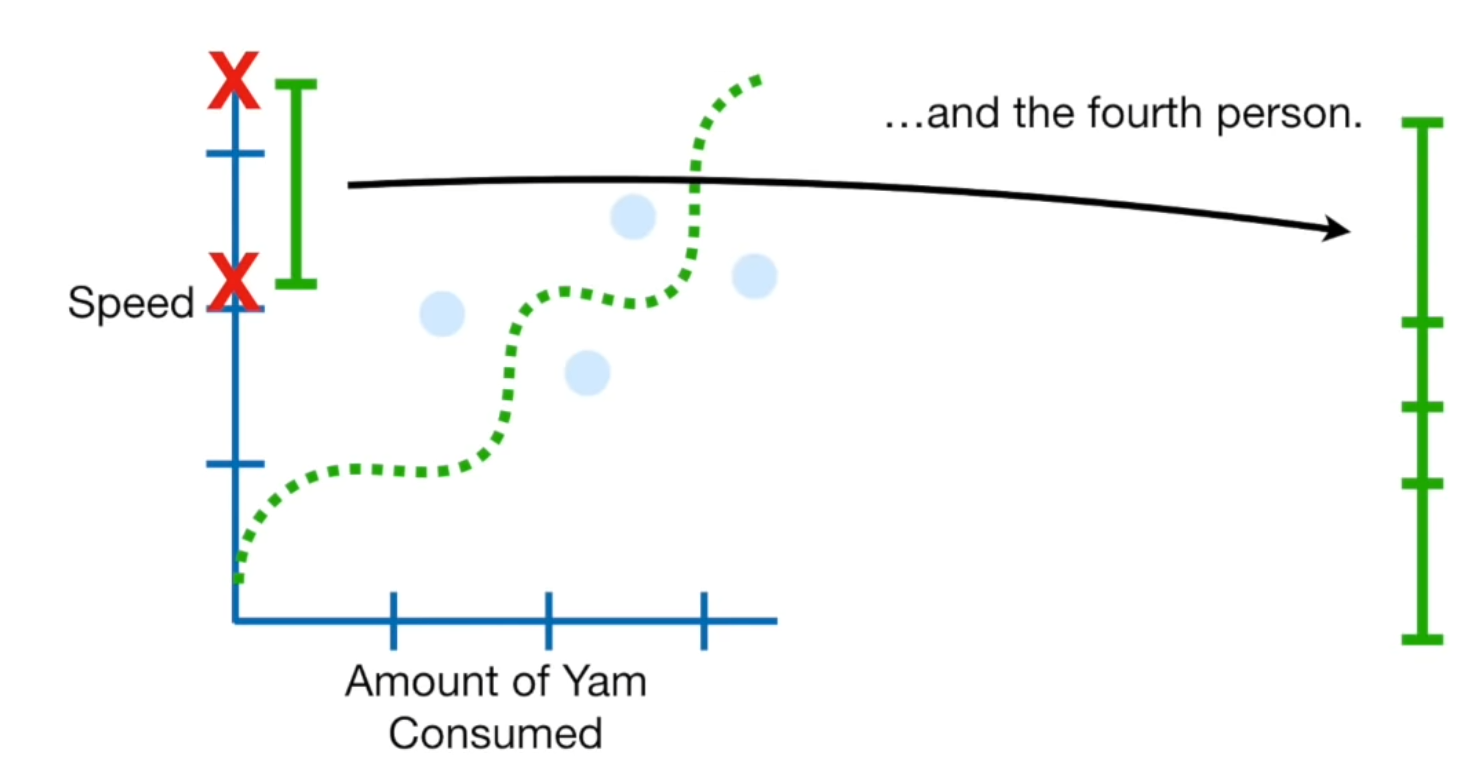 …and the fourth person.
X
X
Speed
Amount of Yam
Consumed